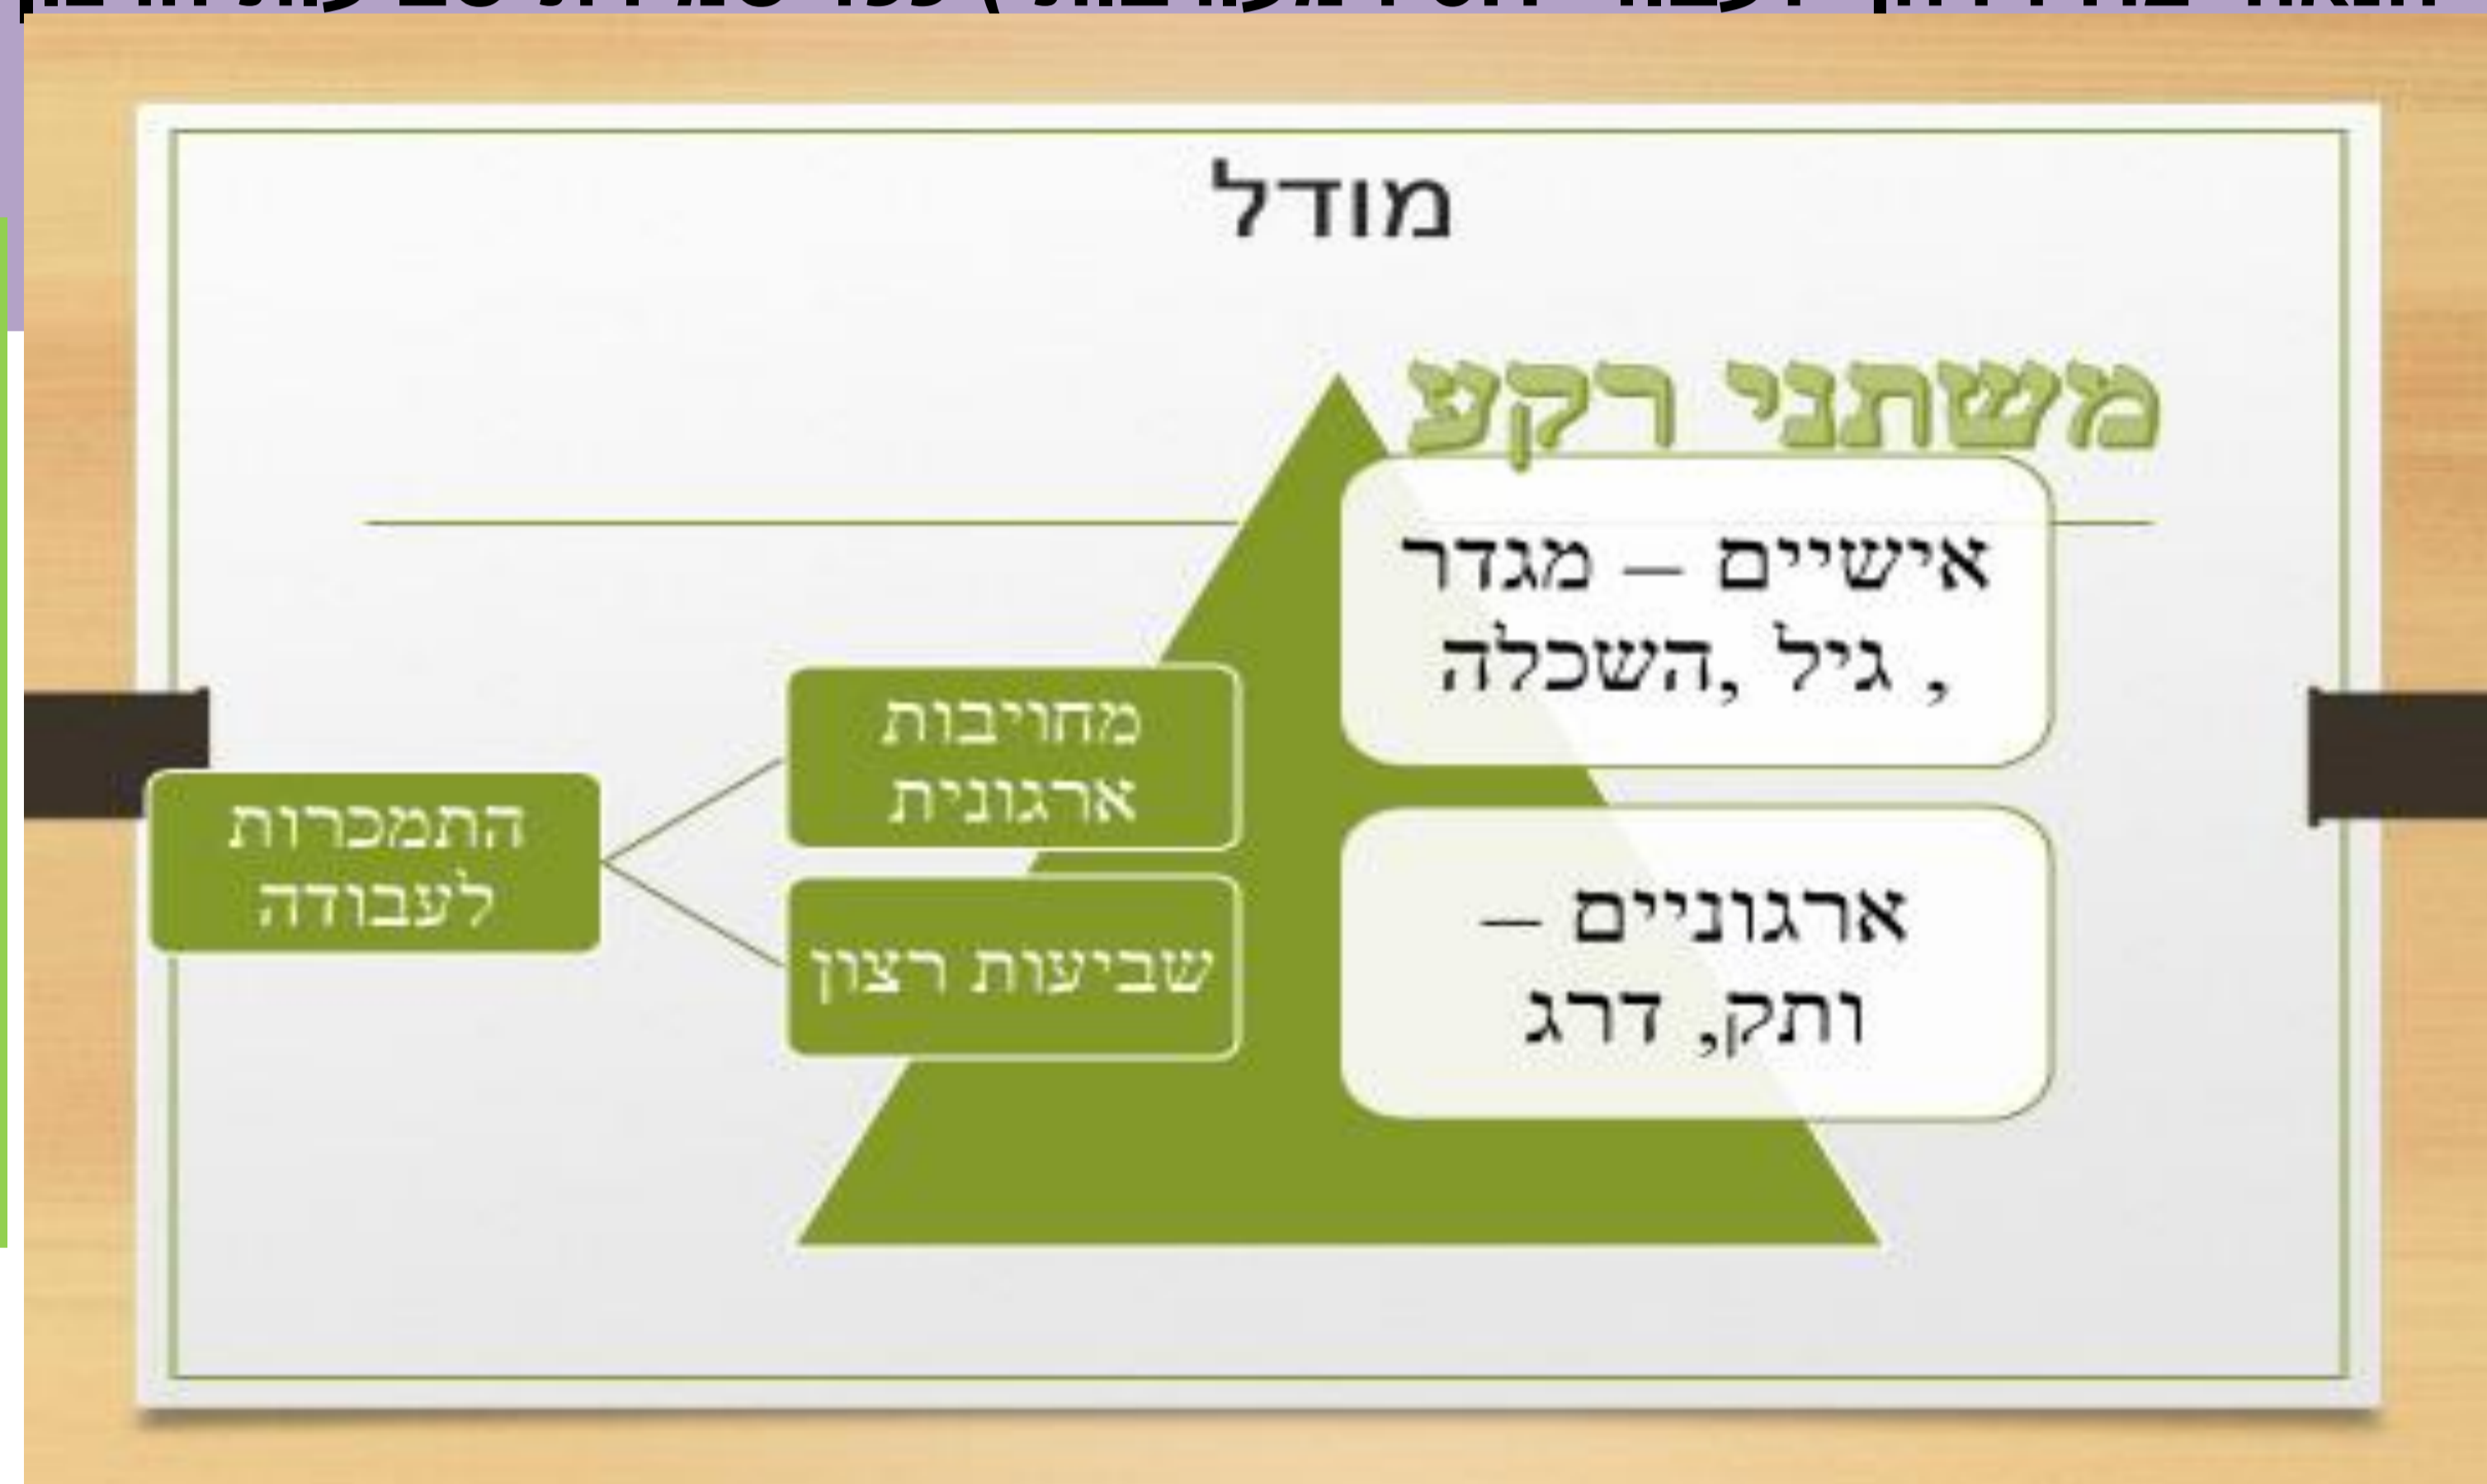 מודל
משתני רקע
אישיים – מגדר
, גיל ,השכלה
ארגוניים –
ותק, דרג
מחויבות
ארגונית
שביעות רצון
התמכרות
לעבודה